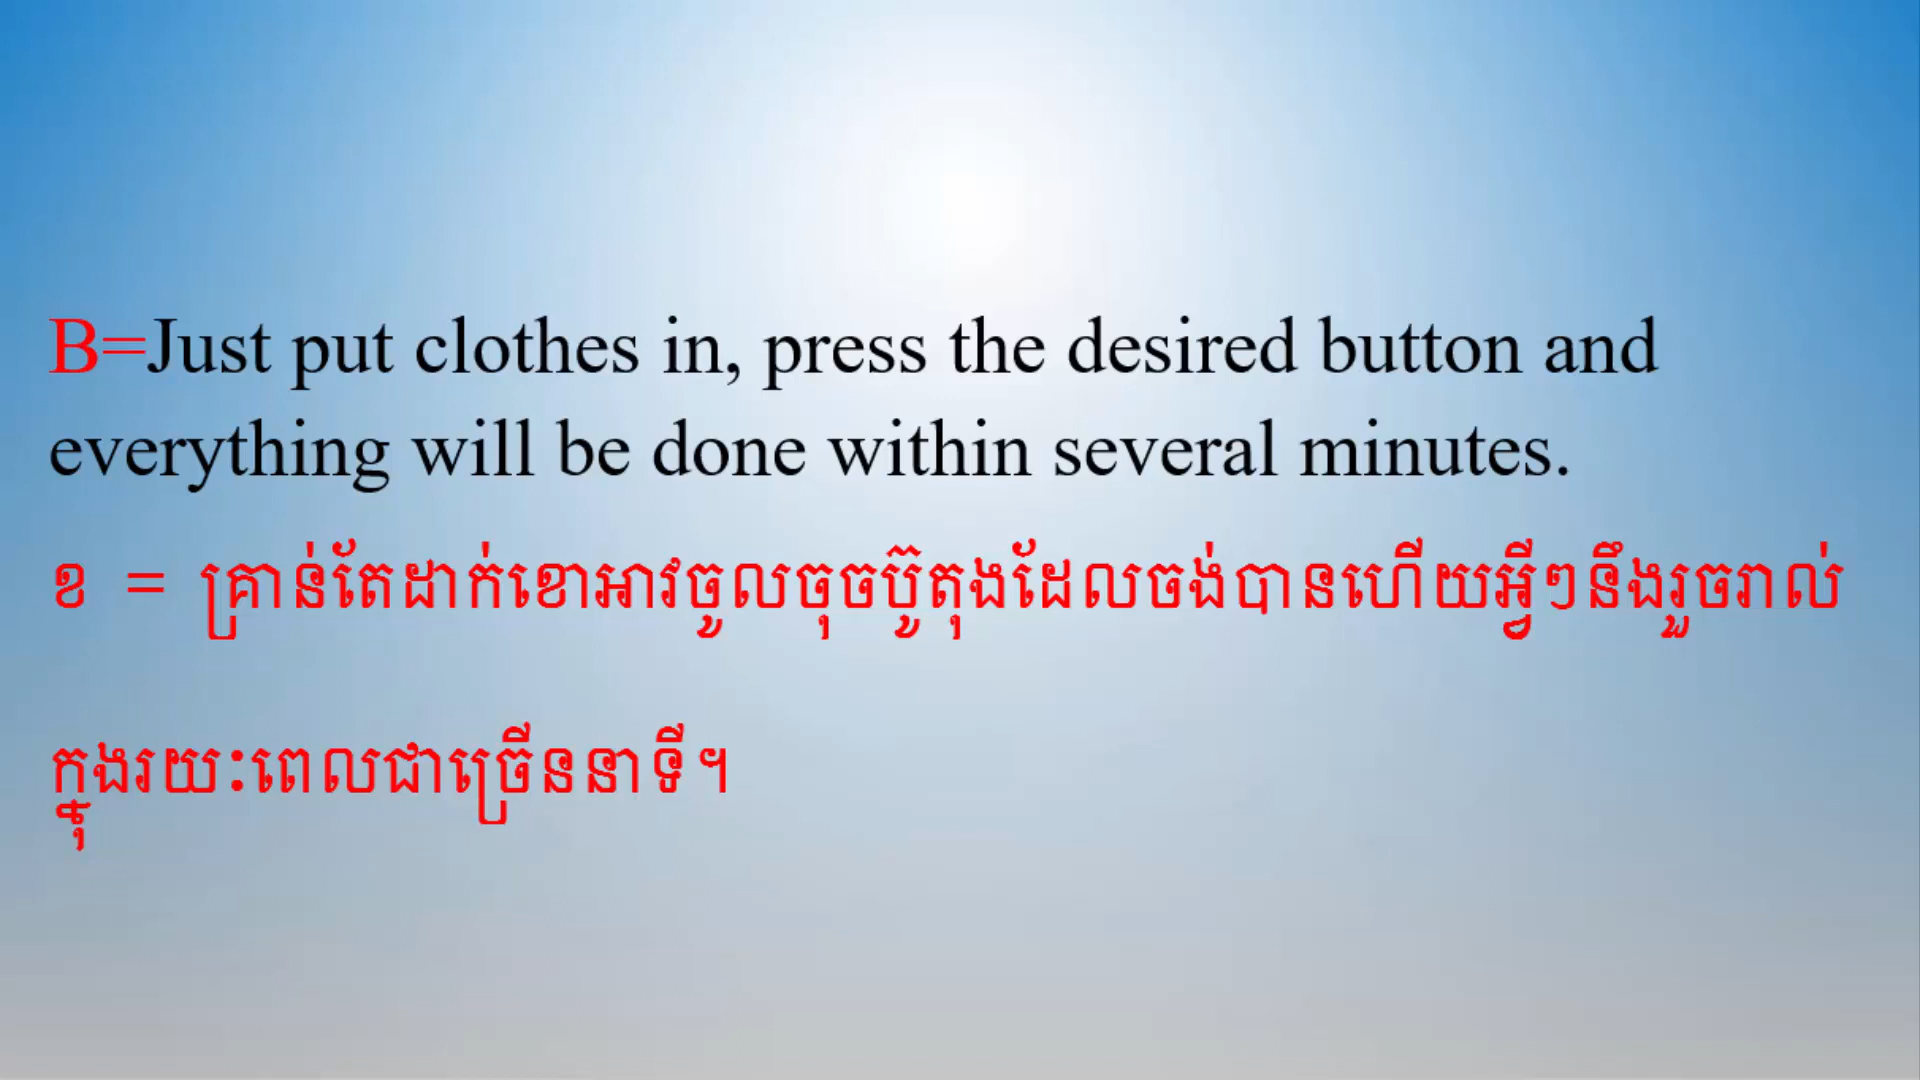 B=Just put clothes in, press the desired button and
everything will be done within several minutes.
ខ = គ្រាន់តែដាក់ខោអាវចូលចុចប៊ូតុងដែលចង់បានហើយអ្វីៗនឹងរួចរាល់
ក្នុងរយៈពេលជាច្រើននាទី។